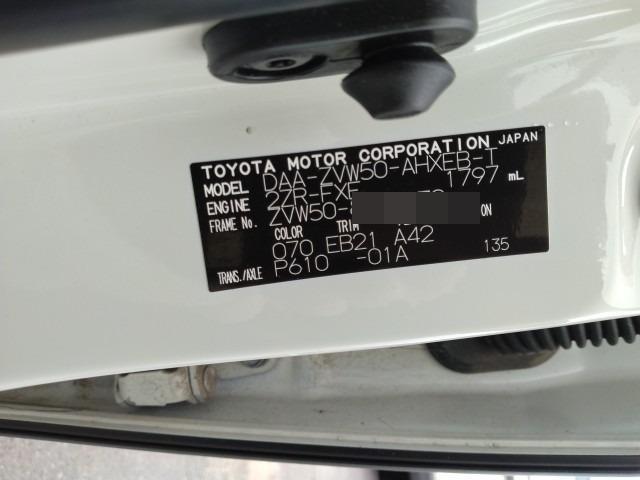 TOYOTA MOTOR CORPORATION JAPAN
MODEL DAA-ZVW50-AHXEB-T
ENGINE 2ZR-FXE 1797 mL
FRAME No. ZVW50-
COLOR TRIM
070 EB21 A42
TRANS./AXLE P610 -01A 135